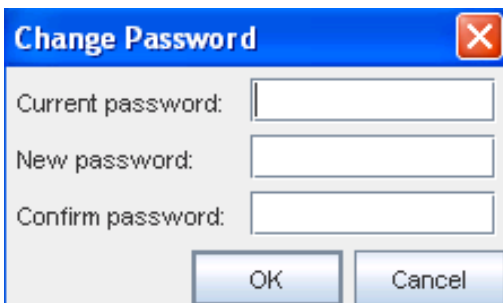 Change Password
Current password:
New password:
Confirm password:
OK Cancel